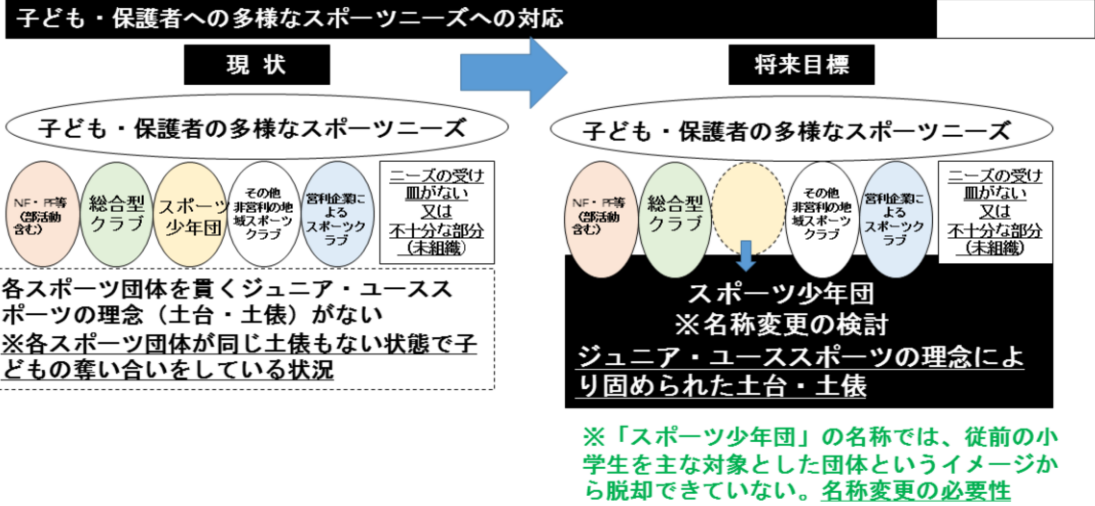 子ども・保護者への多様なスポーツニーズへの対応
現 状
子ども・保護者の多様なスポーツニーズ
NF・PF等
(部活動
含む)
総合型
クラブ
スポーツ
少年団
その他
非営利の地
域スポーツ
クラブ
営利企業に
よる
スポーツク
ラブ
ニーズの受け
皿がない
又は
不十分な部分
(未組織)
各スポーツ団体を貫くジュニア・ユースス
ポーツの理念(土台・土俵)がない
※各スポーツ団体が同じ土俵もない状態で子
どもの奪い合いをしている状況
将来目標
子ども・保護者の多様なスポーツニーズ
NF・PF等
(部活動
含む)
総合型
クラブ
その他
非営利の地
域スポーツ
クラブ
営利企業に
よる
スポーツク
ラブ
ニーズの受け
皿がない
又は
不十分な部分
(未組織)
スポーツ少年団
※名称変更の検討
ジュニア・ユーススポーツの理念によ
り固められた土台・土俵
※「スポーツ少年団」の名称では、従前の小
学生を主な対象とした団体というイメージか
ら脱却できていない。名称変更の必要性